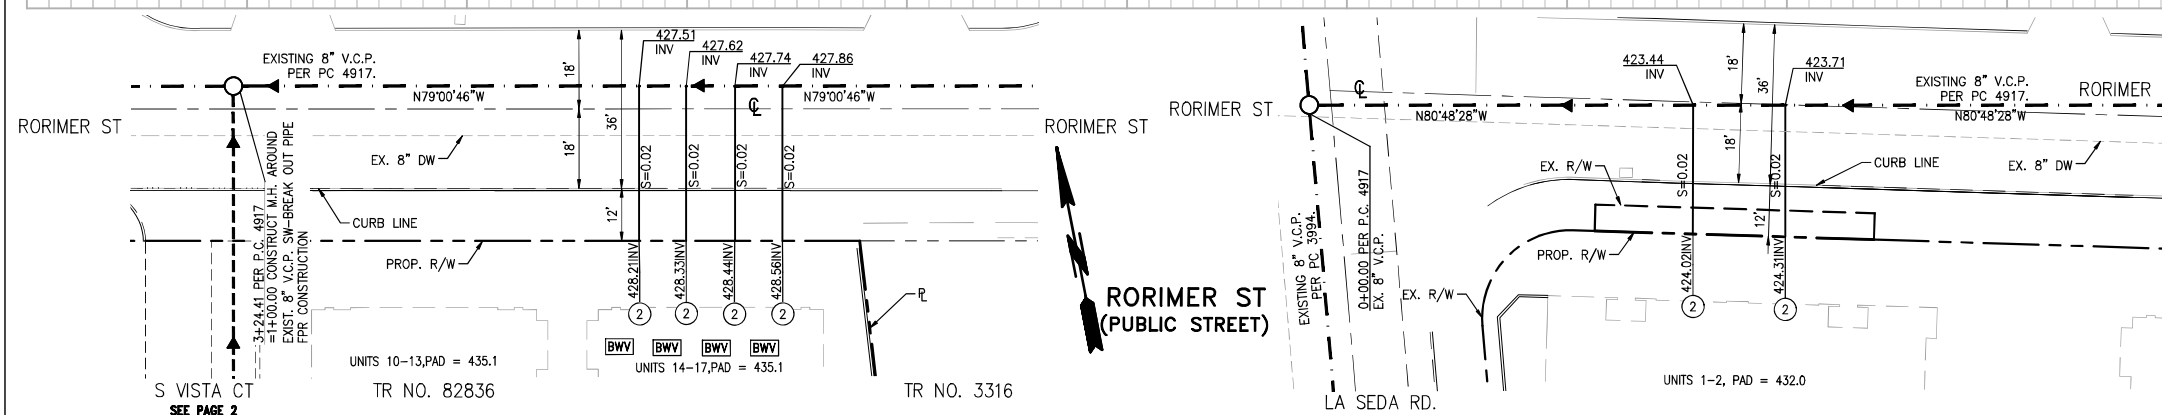 EXISTING 8" V.C.P.
PER PC 4917.
427.51
INV
427.62
INV
427.74
INV
427.86
INV
18'
36'
18'
12'
N79°00'46"W
℄
N79°00'46"W
RORIMER ST
EX. 8" DW
S=0.02
S=0.02
S=0.02
S=0.02
RORIMER ST
CURB LINE
PROP. R/W
3+24.41 PER P.C. 4917
=1+00.00 CONSTRUCT M.H. AROUND
EXIST. 8" V.C.P. SW-BREAK OUT PIPE
FPR CONSTRUCTION
428.21INV
428.33INV
428.44INV
428.56INV
2
2
2
2
BWV
BWV
BWV
BWV
PL
UNITS 10-13,PAD = 435.1
UNITS 14-17,PAD = 435.1
S VISTA CT
SEE PAGE 2
TR NO. 82836
TR NO. 3316
RORIMER ST
(PUBLIC STREET)
RORIMER ST
℄
423.44
INV
423.71
INV
18'
36'
18'
12'
EXISTING 8" V.C.P.
PER PC 4917.
RORIMER
N80°48'28"W
N80°48'28"W
EX. R/W
S=0.02
S=0.02
CURB LINE
EX. 8" DW
EXISTING 8" V.C.P.
PER PC 3994.
0+00.00 PER P.C. 4917
EX. 8" V.C.P.
PROP. R/W
EX. R/W
424.02INV
424.31INV
2
2
UNITS 1-2, PAD = 432.0
LA SEDA RD.